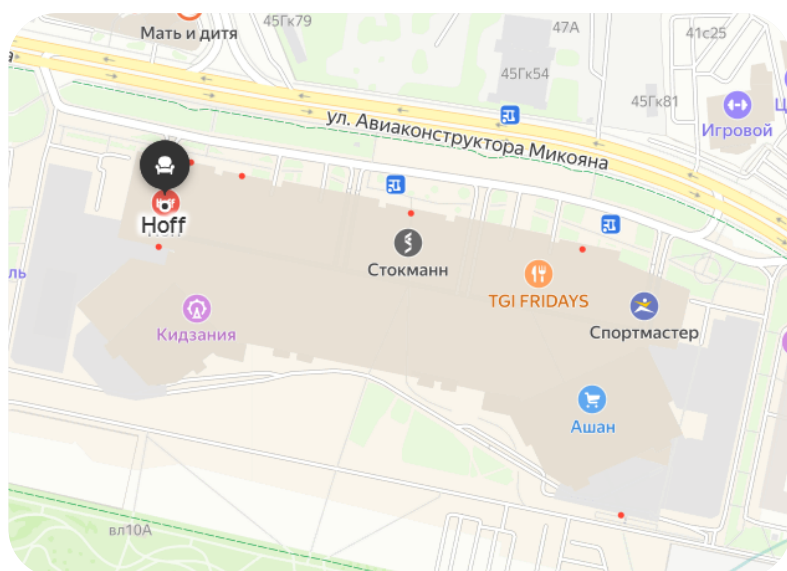 45Гк79
Мать и дитя
47А
41с25
45Гк54
45Гк81
Игровой
ул. Авиаконструктора Микояна
Hoff
Стокманн
TGI FRIDAYS
Кидзания
Спортмастер
Ашан
вл10А